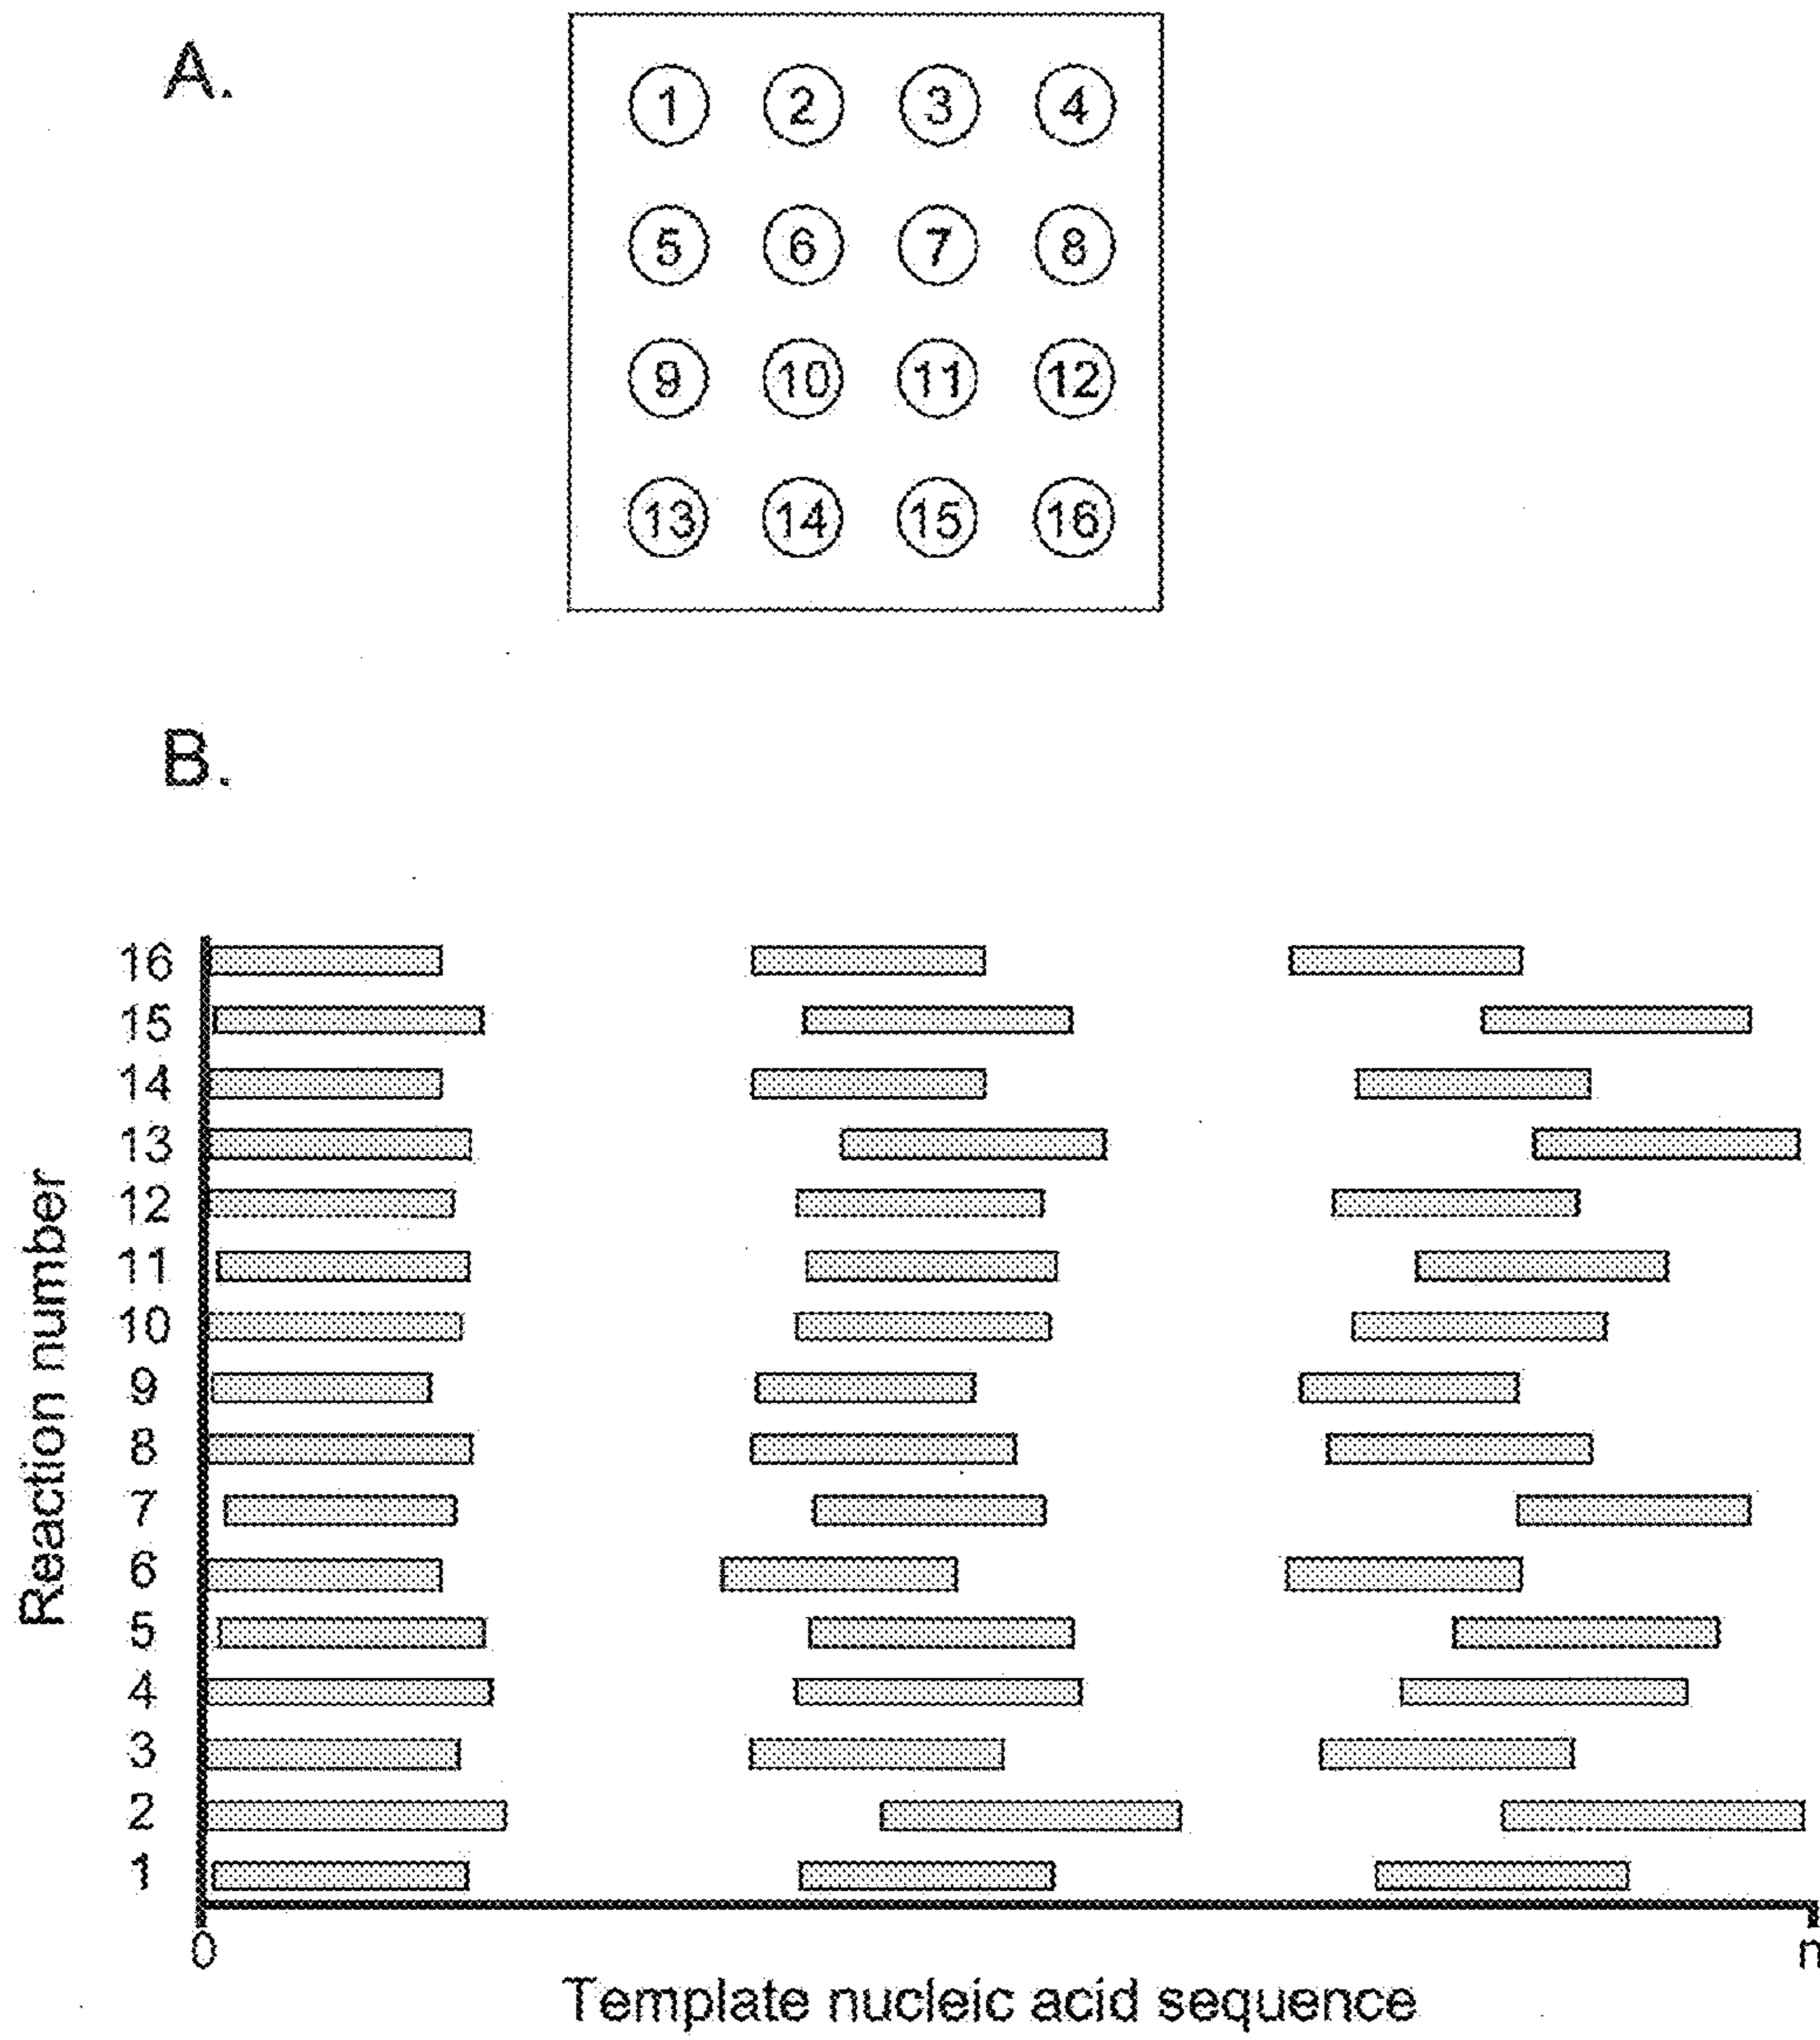 A.
1 2 3 4
5 6 7 8
9 10 11 12
13 14 15 16
B.
Reaction number
16
15
14
13
12
11
10
9
8
7
6
5
4
3
2
1
0 n
Template nucleic acid sequence